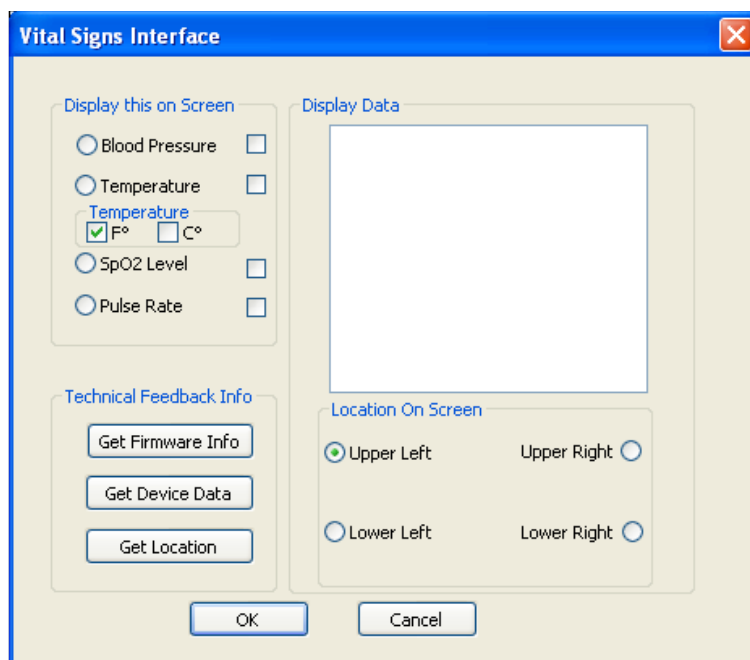 Vital Signs Interface
Display this on Screen
Blood Pressure
Temperature
Temperature
F° C°
SpO2 Level
Pulse Rate
Technical Feedback Info
Get Firmware Info
Get Device Data
Get Location
Display Data
Location On Screen
Upper Left Upper Right
Lower Left Lower Right
OK Cancel